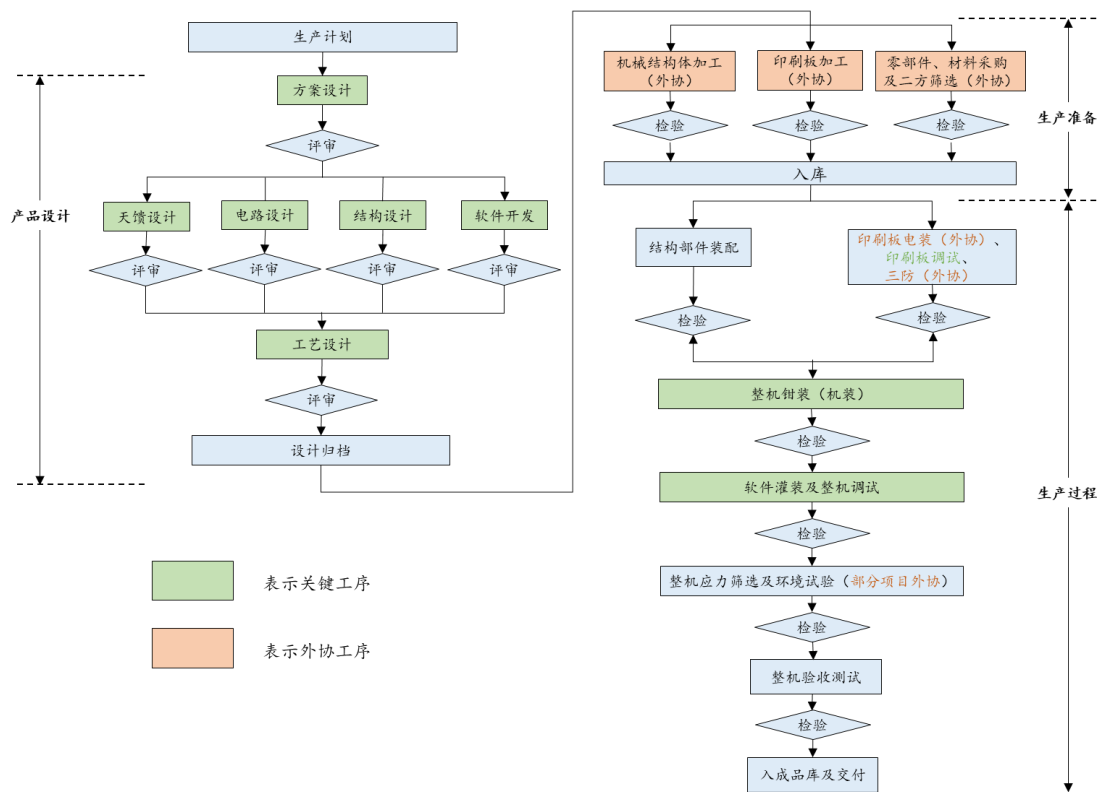 生产计划
方案设计
评审
产品设计
天馈设计
电路设计
结构设计
软件开发
评审
评审
评审
评审
工艺设计
评审
设计归档
表示关键工序
表示外协工序
机械结构体加工
（外协）
印刷板加工
（外协）
零部件、材料采购
及二方筛选（外协）
检验
检验
检验
生产准备
入库
结构部件装配
印刷板电装（外协）、
印刷板调试、
三防（外协）
检验
检验
整机钳装（机装）
检验
软件灌装及整机调试
生产过程
检验
整机应力筛选及环境试验（部分项目外协）
检验
整机验收测试
检验
入成品库及交付